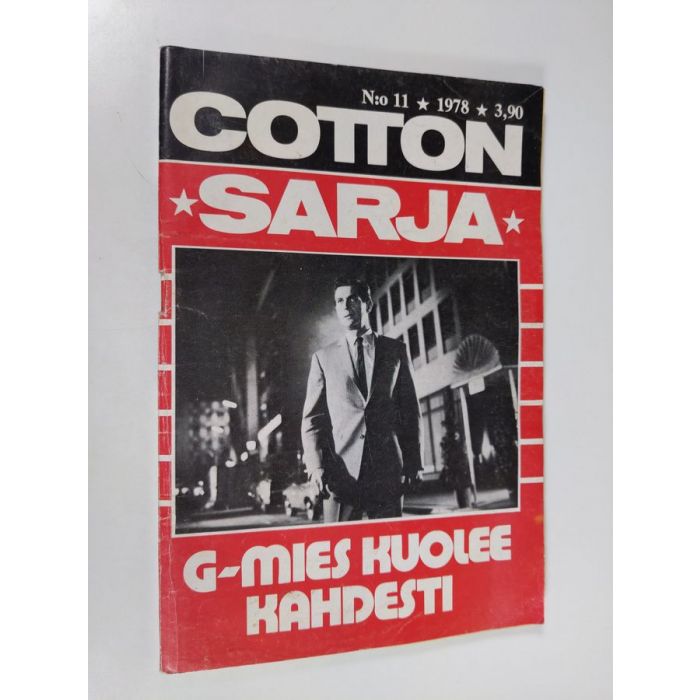 N:o 11 ★ 1978 ★ 3,90
COTTON
★SARJA★
G-MIES KUOLEE
KAHDESTI